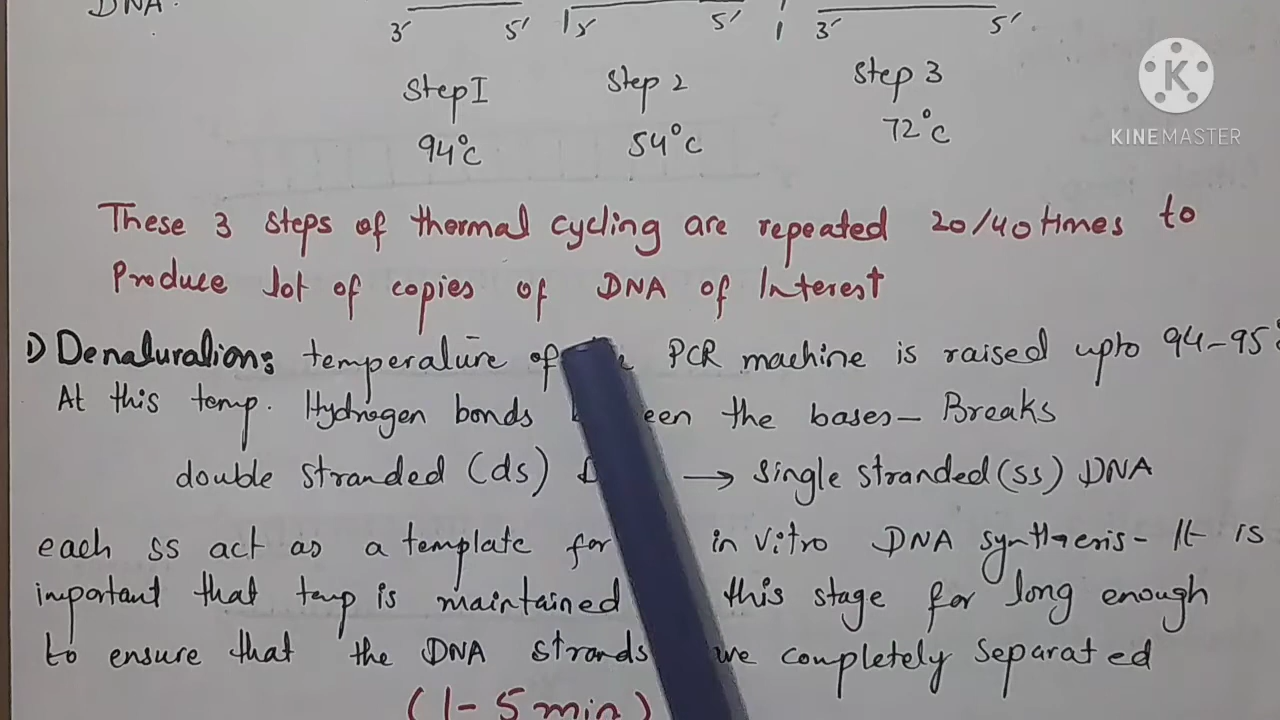 DNA.
3' 5' 5' 3' 5'
Step I Step 2 Step 3
94°c 54°c 72°c
KINEMASTER
These 3 steps of thermal cycling are repeated 20/40 times to
Produce lot of copies of DNA of Interest
1) Denaturation: temperature of PCR machine is raised upto 94-95°
At this temp. Hydrogen bonds the bases - Breaks
double stranded (ds) → single stranded (ss) DNA
each ss act as a template for in vitro DNA synthesis - It is
important that temp is maintained this stage for long enough
to ensure that the DNA strands completely separated
(1-5 min)